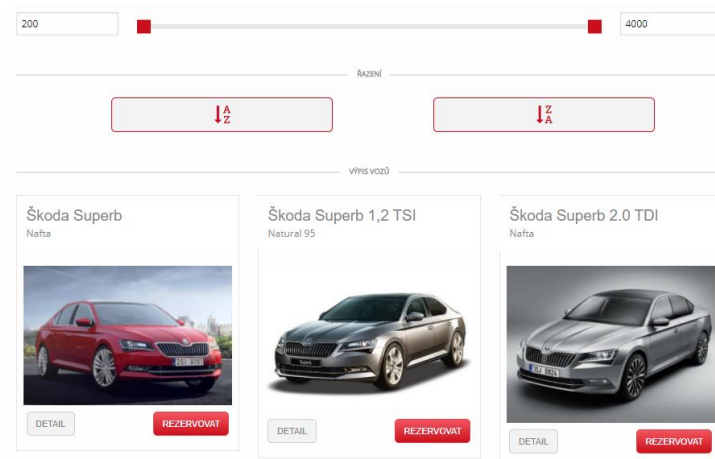 200
4000
ŘAZENÍ
A
Z
Z
A
VÝPIS VOZŮ
Škoda Superb
Nafta
Škoda Superb 1,2 TSI
Natural 95
Škoda Superb 2.0 TDI
Nafta
DETAIL
REZERVOVAT
DETAIL
REZERVOVAT
DETAIL
REZERVOVAT